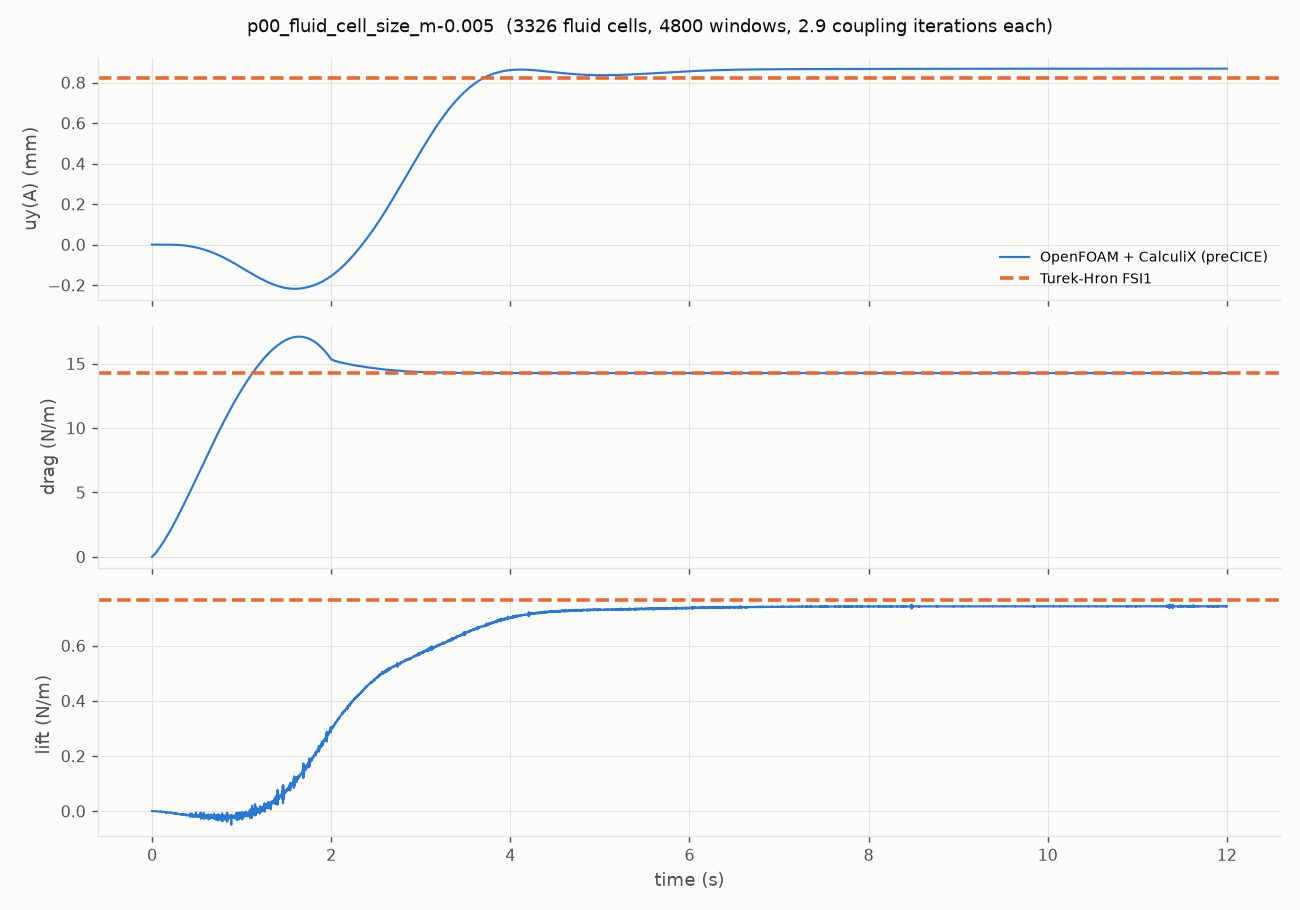 p00_fluid_cell_size_m-0.005 (3326 fluid cells, 4800 windows, 2.9 coupling iterations each)
uy(A) (mm)
0.8
0.6
0.4
0.2
0.0
−0.2
OpenFOAM + CalculiX (preCICE)
Turek-Hron FSI1
drag (N/m)
15
10
5
0
lift (N/m)
0.6
0.4
0.2
0.0
0 2 4 6 8 10 12
time (s)